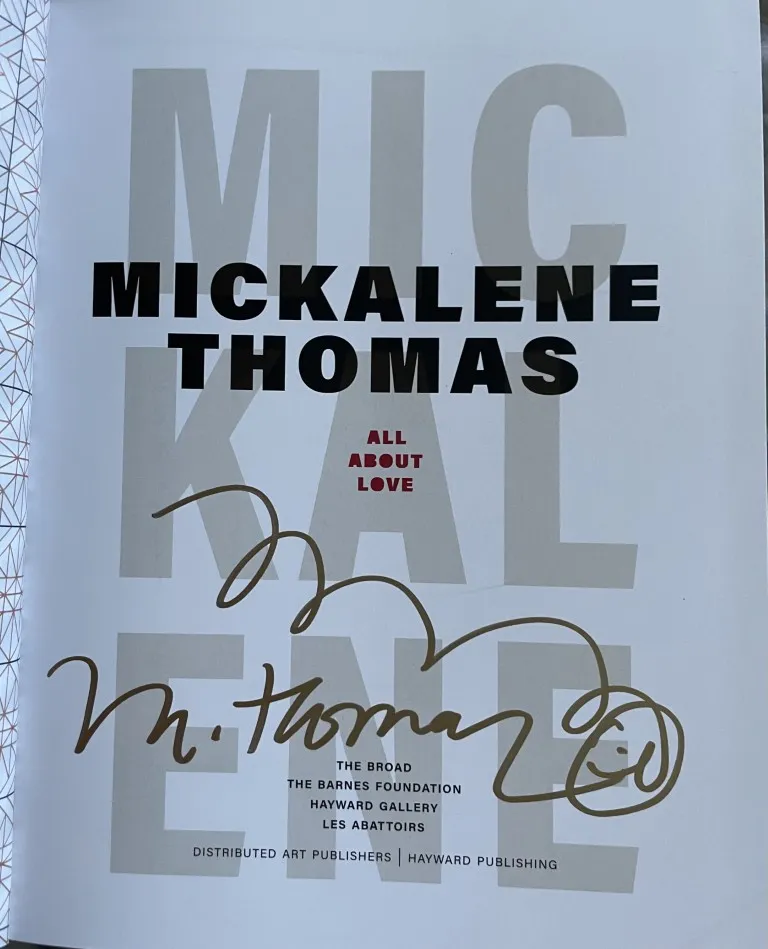 MIC
MICKALENE
THOMAS
KAL
ALL
ABOUT
LOVE
ENE
M. Thomas
THE BROAD
THE BARNES FOUNDATION
HAYWARD GALLERY
LES ABATTOIRS
DISTRIBUTED ART PUBLISHERS | HAYWARD PUBLISHING